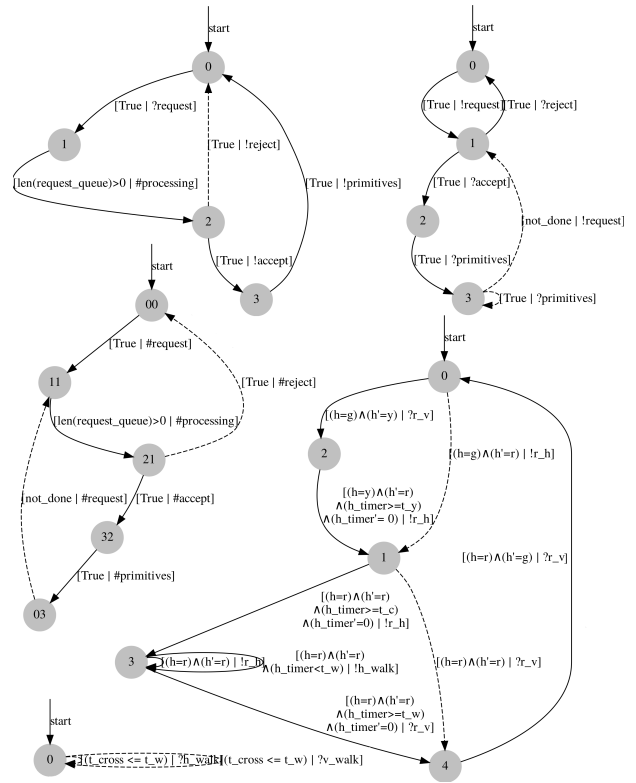 start
0
[True | ?request]
1
[True | !reject]
[len(request_queue)>0 | #processing]
[True | !primitives]
2
[True | !accept]
3
start
0
[True | !request]
[True | ?reject]
1
[True | ?accept]
2
[not_done | !request]
[True | ?primitives]
3
[True | ?primitives]
start
00
[True | #request]
11
[True | #reject]
[len(request_queue)>0 | #processing]
21
[not_done | #request]
[True | #accept]
32
[True | #primitives]
03
start
0
[(h=g)∧(h'=y) | ?r_v]
2
[(h=g)∧(h'=r) | !r_h]
[(h=y)∧(h'=r)
∧(h_timer>=t_y)
∧(h_timer'= 0) | !r_h]
1
[(h=r)∧(h'=g) | ?r_v]
[(h=r)∧(h'=r)
∧(h_timer>=t_c)
∧(h_timer'=0) | !r_h]
3
[(h=r)∧(h'=r) | !r_h]
[(h=r)∧(h'=r)
∧(h_timer<t_w) | !h_walk]
[(h=r)∧(h'=r) | ?r_v]
[(h=r)∧(h'=r)
∧(h_timer>=t_w)
∧(h_timer'=0) | ?r_v]
4
start
0
[(t_cross <= t_w) | ?h_walk]
[(t_cross <= t_w) | ?v_walk]